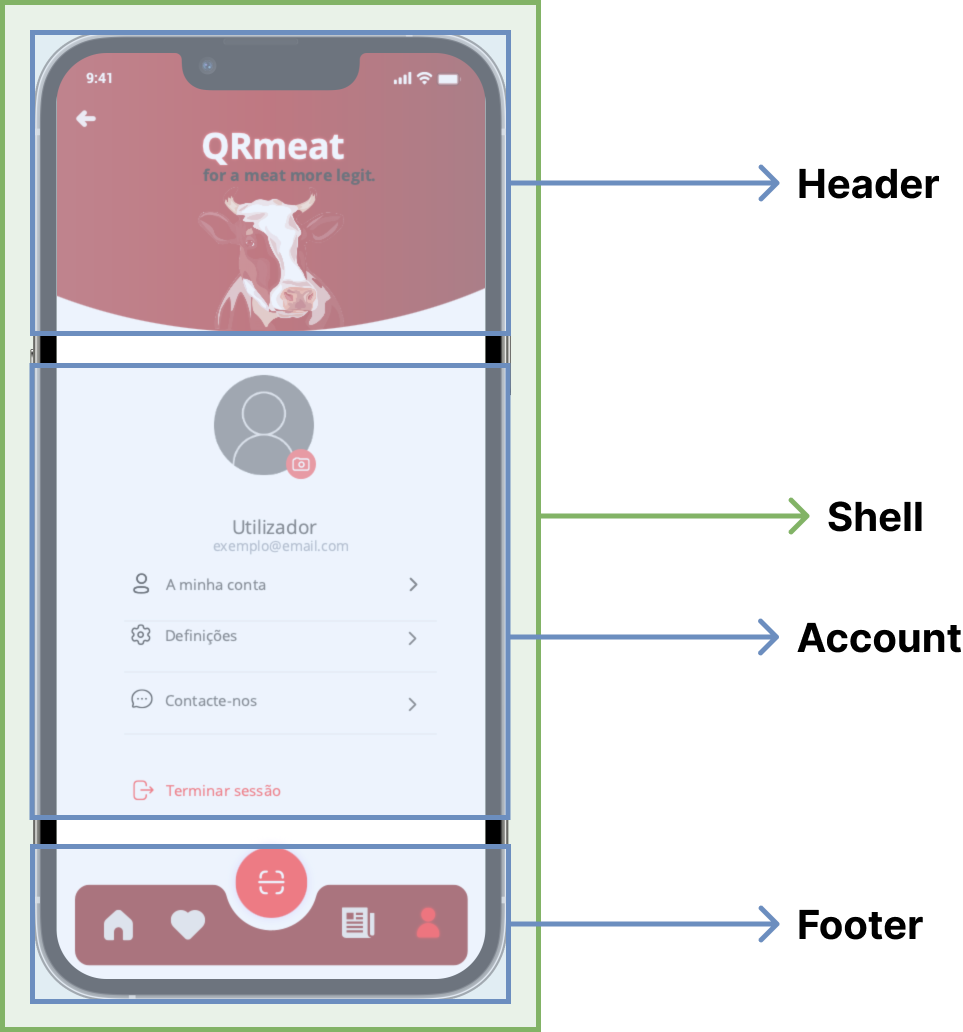 9:41
QRmeat
for a meat more legit.
Header
Utilizador
exemplo@email.com
Shell
A minha conta
Definições
Account
Contacte-nos
Terminar sessão
Footer